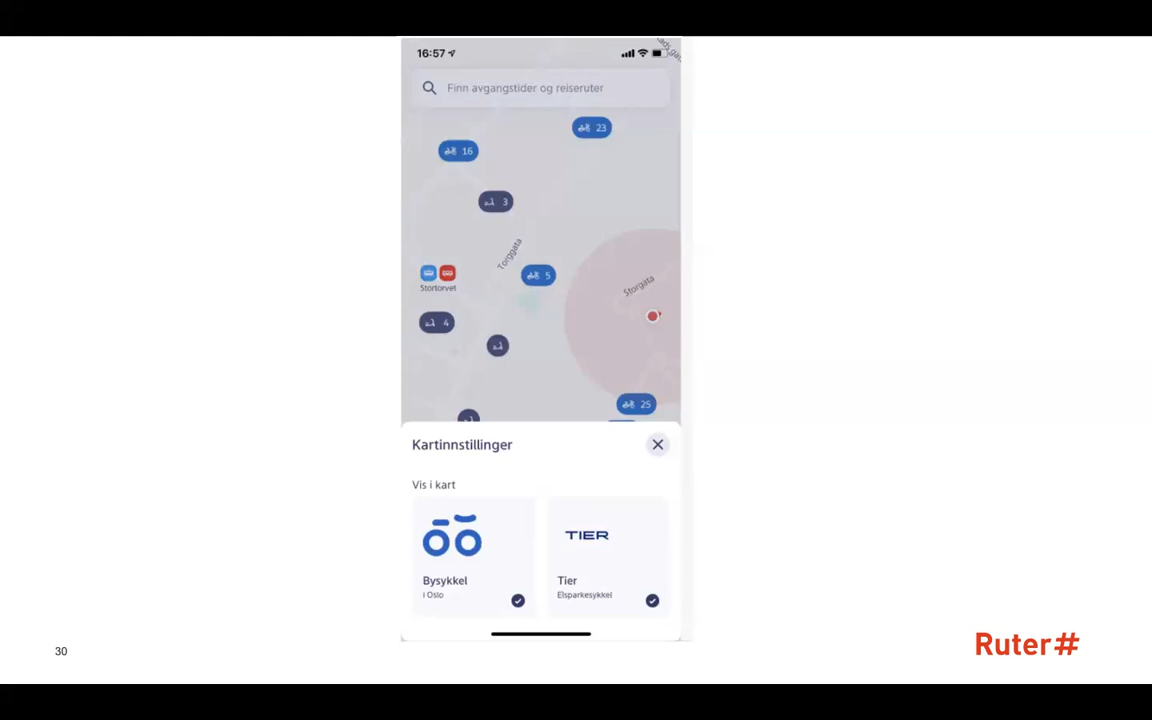 16:57
Finn avgangstider og reiseruter
23
16
3
Torggata
5
Storgata
Stortorvet
4
25
Kartinnstillinger
Vis i kart
TIER
Bysykkel
i Oslo
Tier
Elsparkesykkel
30
Ruter#